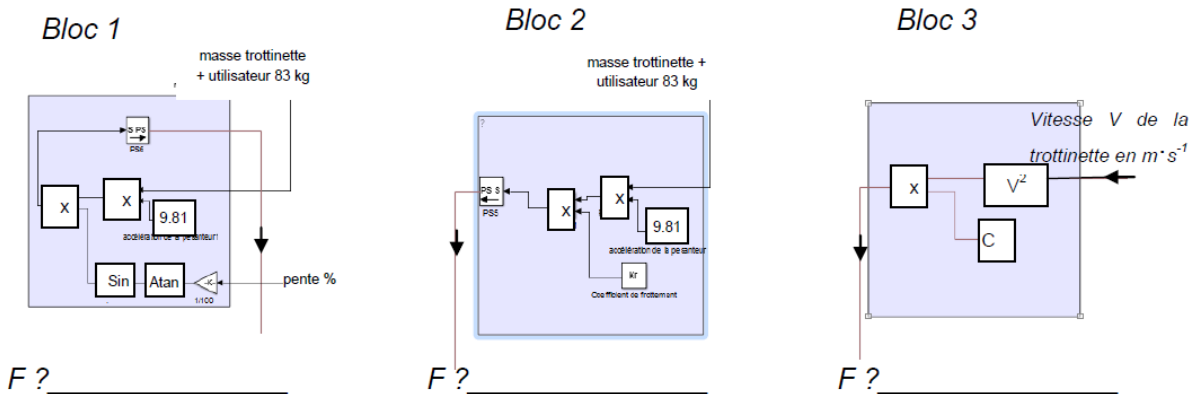 Bloc 1
masse trottinette
+ utilisateur 83 kg
S PS
PS6
X
X
9.81
accélération de la pesanteur
Sin
Atan
-K-
1/100
pente %
F ?
Bloc 2
masse trottinette +
utilisateur 83 kg
?
PS S
PS5
X
X
9.81
accélération de la pesanteur
Kr
Coefficient de frottement
F ?
Bloc 3
Vitesse V de la
trottinette en m·s⁻¹
X
V²
C
F ?